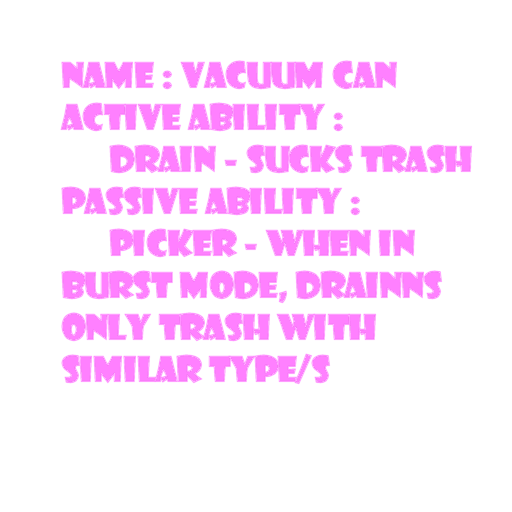 NAME : VACUUM CAN
ACTIVE ABILITY :
DRAIN - SUCKS TRASH
PASSIVE ABILITY :
PICKER - WHEN IN
BURST MODE, DRAINNS
ONLY TRASH WITH
SIMILAR TYPE/S